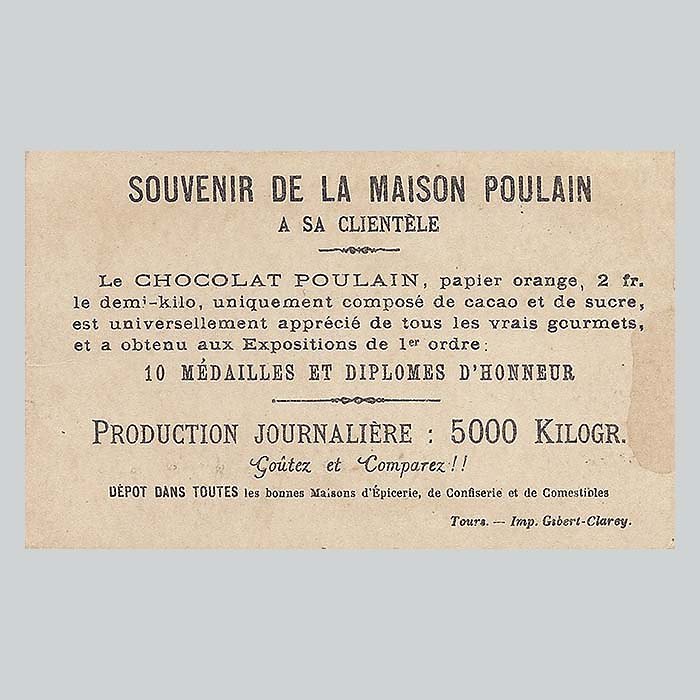 SOUVENIR DE LA MAISON POULAIN
A SA CLIENTÈLE
Le CHOCOLAT POULAIN, papier orange, 2 fr.
le demi-kilo, uniquement composé de cacao et de sucre,
est universellement apprécié de tous les vrais gourmets,
et a obtenu aux Expositions de 1er ordre:
10 MÉDAILLES ET DIPLOMES D'HONNEUR
PRODUCTION JOURNALIÈRE : 5000 KILOGR.
Goûtez et Comparez!!
DÉPOT DANS TOUTES les bonnes Maisons d'Épicerie, de Confiserie et de Comestibles
Tours. — Imp. Gibert-Clarey.